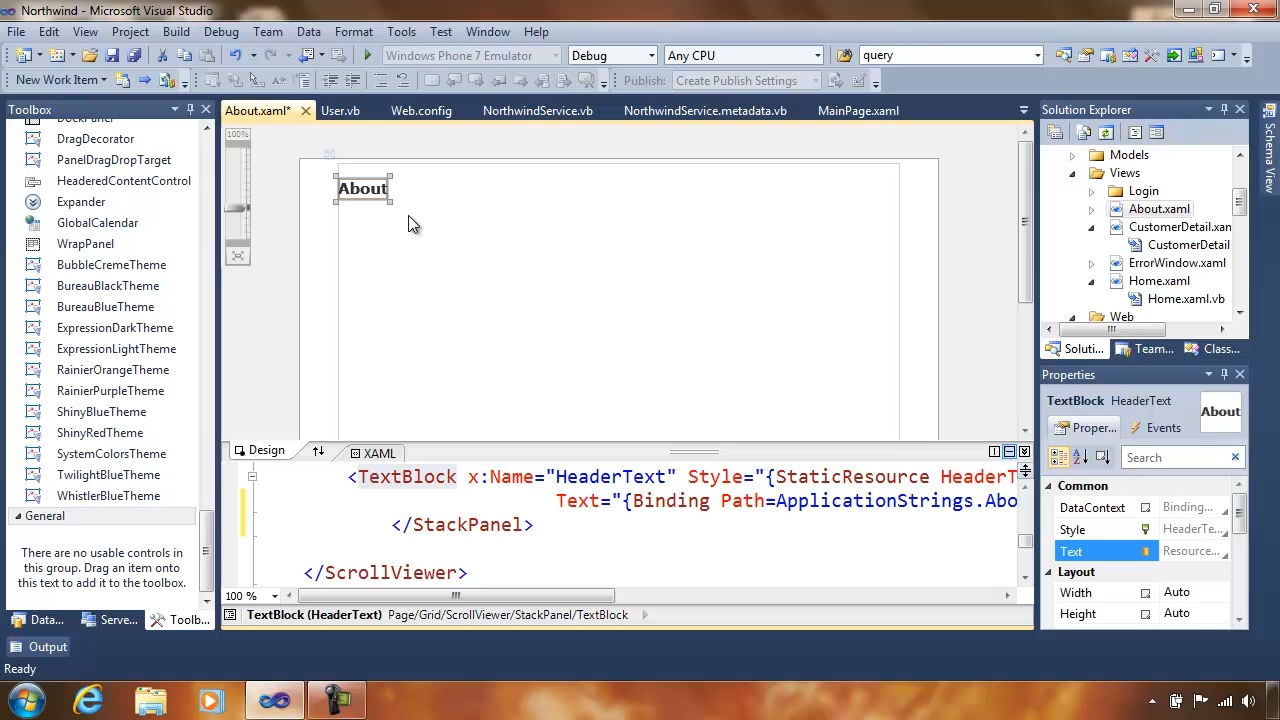 Northwind - Microsoft Visual Studio
File Edit View Project Build Debug Team Format Tools Test Window Help
Windows Phone 7 Emulator Debug Any CPU query
New Work Item Publish: Create Publish Settings
Toolbox
DockPanel
DragDecorator
PanelDragDropTarget
HeaderedContentControl
Expander
GlobalCalendar
WrapPanel
BubbleCremeTheme
BureauBlackTheme
BureauBlueTheme
ExpressionDarkTheme
ExpressionLightTheme
RainierOrangeTheme
RainierPurpleTheme
ShinyBlueTheme
ShinyRedTheme
SystemColorsTheme
TwilightBlueTheme
WhistlerBlueTheme
General
There are no usable controls in
this group. Drag an item onto
this text to add it to the toolbox.
Data... Serve... Toolb...
About.xaml* User.vb Web.config NorthwindService.vb NorthwindService.metadata.vb MainPage.xaml
100%
About
Design XAML
<TextBlock x:Name="HeaderText" Style="{StaticResource HeaderT
Text="{Binding Path=ApplicationStrings.Abo
</StackPanel>
</ScrollViewer>
100 %
TextBlock (HeaderText) Page/Grid/ScrollViewer/StackPanel/TextBlock
Solution Explorer
Models
Views
Login
About.xaml
CustomerDetail.xam
CustomerDetail
ErrorWindow.xaml
Home.xaml
Home.xaml.vb
Web
Soluti... Team... Class...
Properties
TextBlock HeaderText
About
Proper... Events
Search
Common
DataContext Binding...
Style HeaderTe...
Text Resource...
Layout
Width Auto
Height Auto
Schema View
Output
Ready